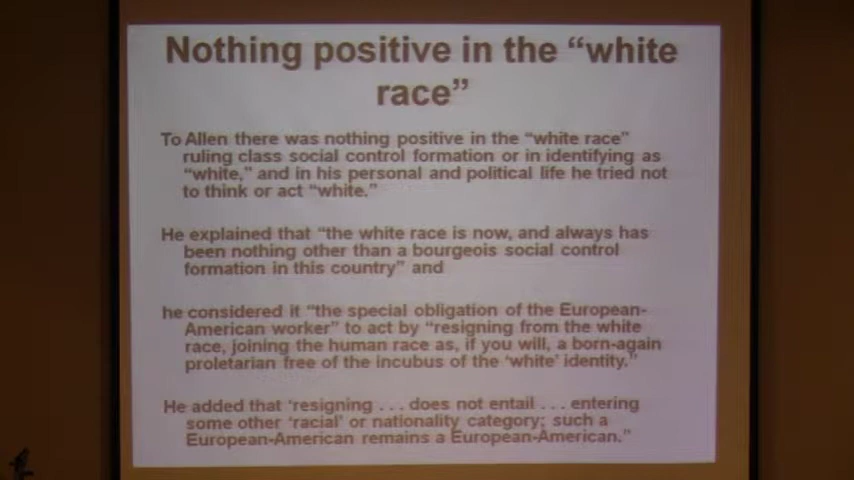 Nothing positive in the “white
race”
To Allen there was nothing positive in the “white race”
ruling class social control formation or in identifying as
“white,” and in his personal and political life he tried not
to think or act “white.”
He explained that “the white race is now, and always has
been nothing other than a bourgeois social control
formation in this country” and
he considered it “the special obligation of the European-
American worker” to act by “resigning from the white
race, joining the human race as, if you will, a born-again
proletarian free of the incubus of the ‘white’ identity.”
He added that ‘resigning . . . does not entail . . . entering
some other ‘racial’ or nationality category; such a
European-American remains a European-American.”